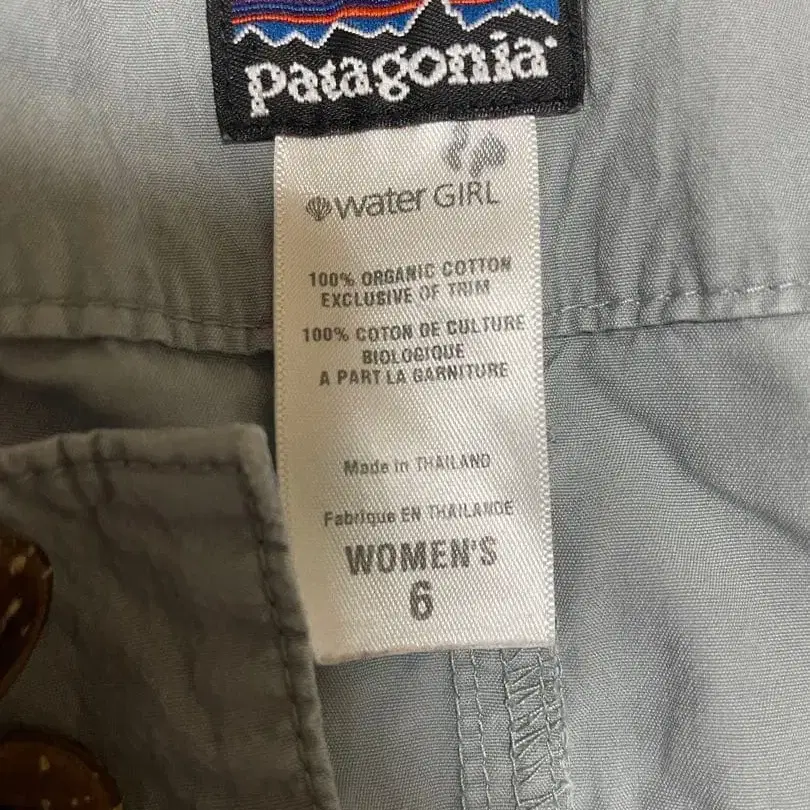 patagonia
water GIRL
100% ORGANIC COTTON
EXCLUSIVE OF TRIM
100% COTON DE CULTURE
BIOLOGIQUE
A PART LA GARNITURE
Made in THAILAND
Fabrique EN THAILANDE
WOMEN'S
6